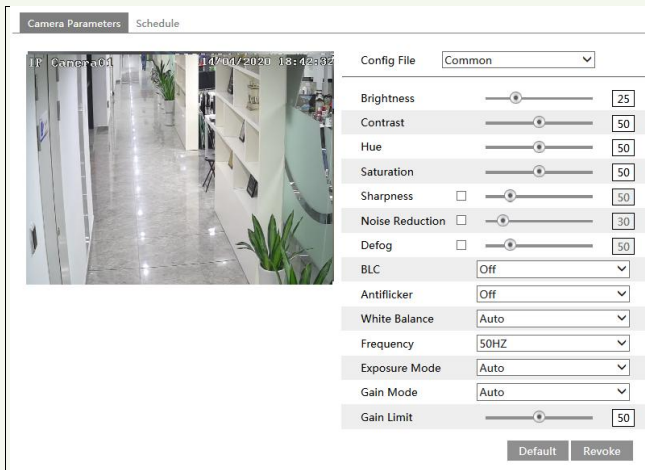 Camera Parameters Schedule
IP Camera01 14/04/2020 18:42:32
Config File Common
Brightness 25
Contrast 50
Hue 50
Saturation 50
Sharpness 50
Noise Reduction 30
Defog 50
BLC Off
Antiflicker Off
White Balance Auto
Frequency 50HZ
Exposure Mode Auto
Gain Mode Auto
Gain Limit 50
Default Revoke